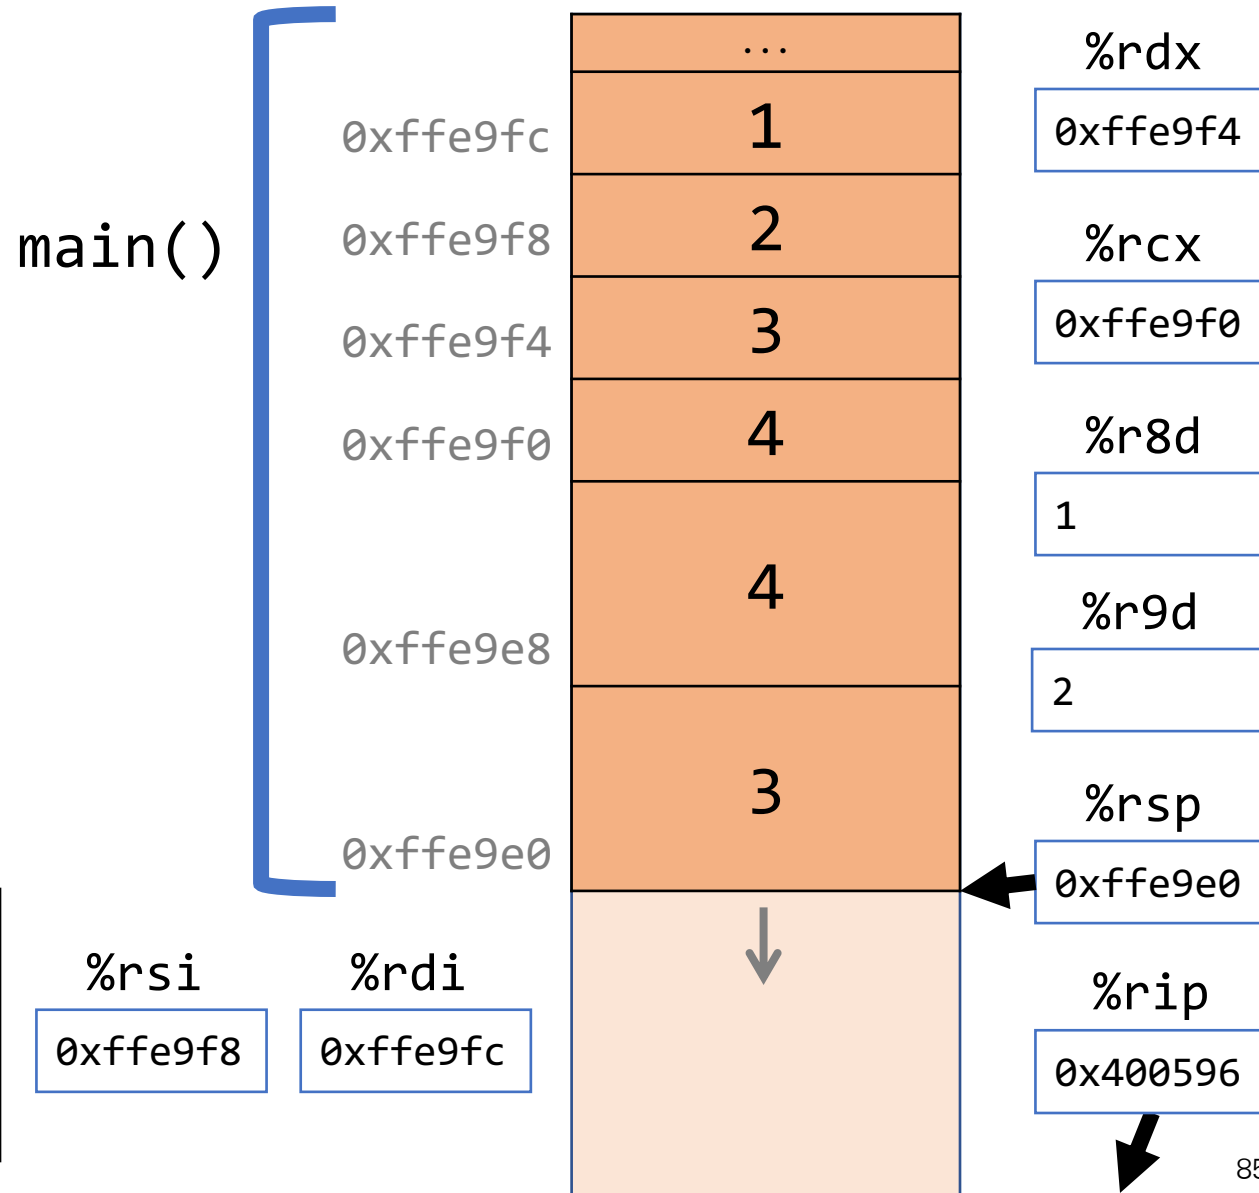 main()
...
0xffe9fc 1
0xffe9f8 2
0xffe9f4 3
0xffe9f0 4
0xffe9e8 4
0xffe9e0 3
%rdx
0xffe9f4
%rcx
0xffe9f0
%r8d
1
%r9d
2
%rsp
0xffe9e0
%rsi
0xffe9f8
%rdi
0xffe9fc
%rip
0x400596
85